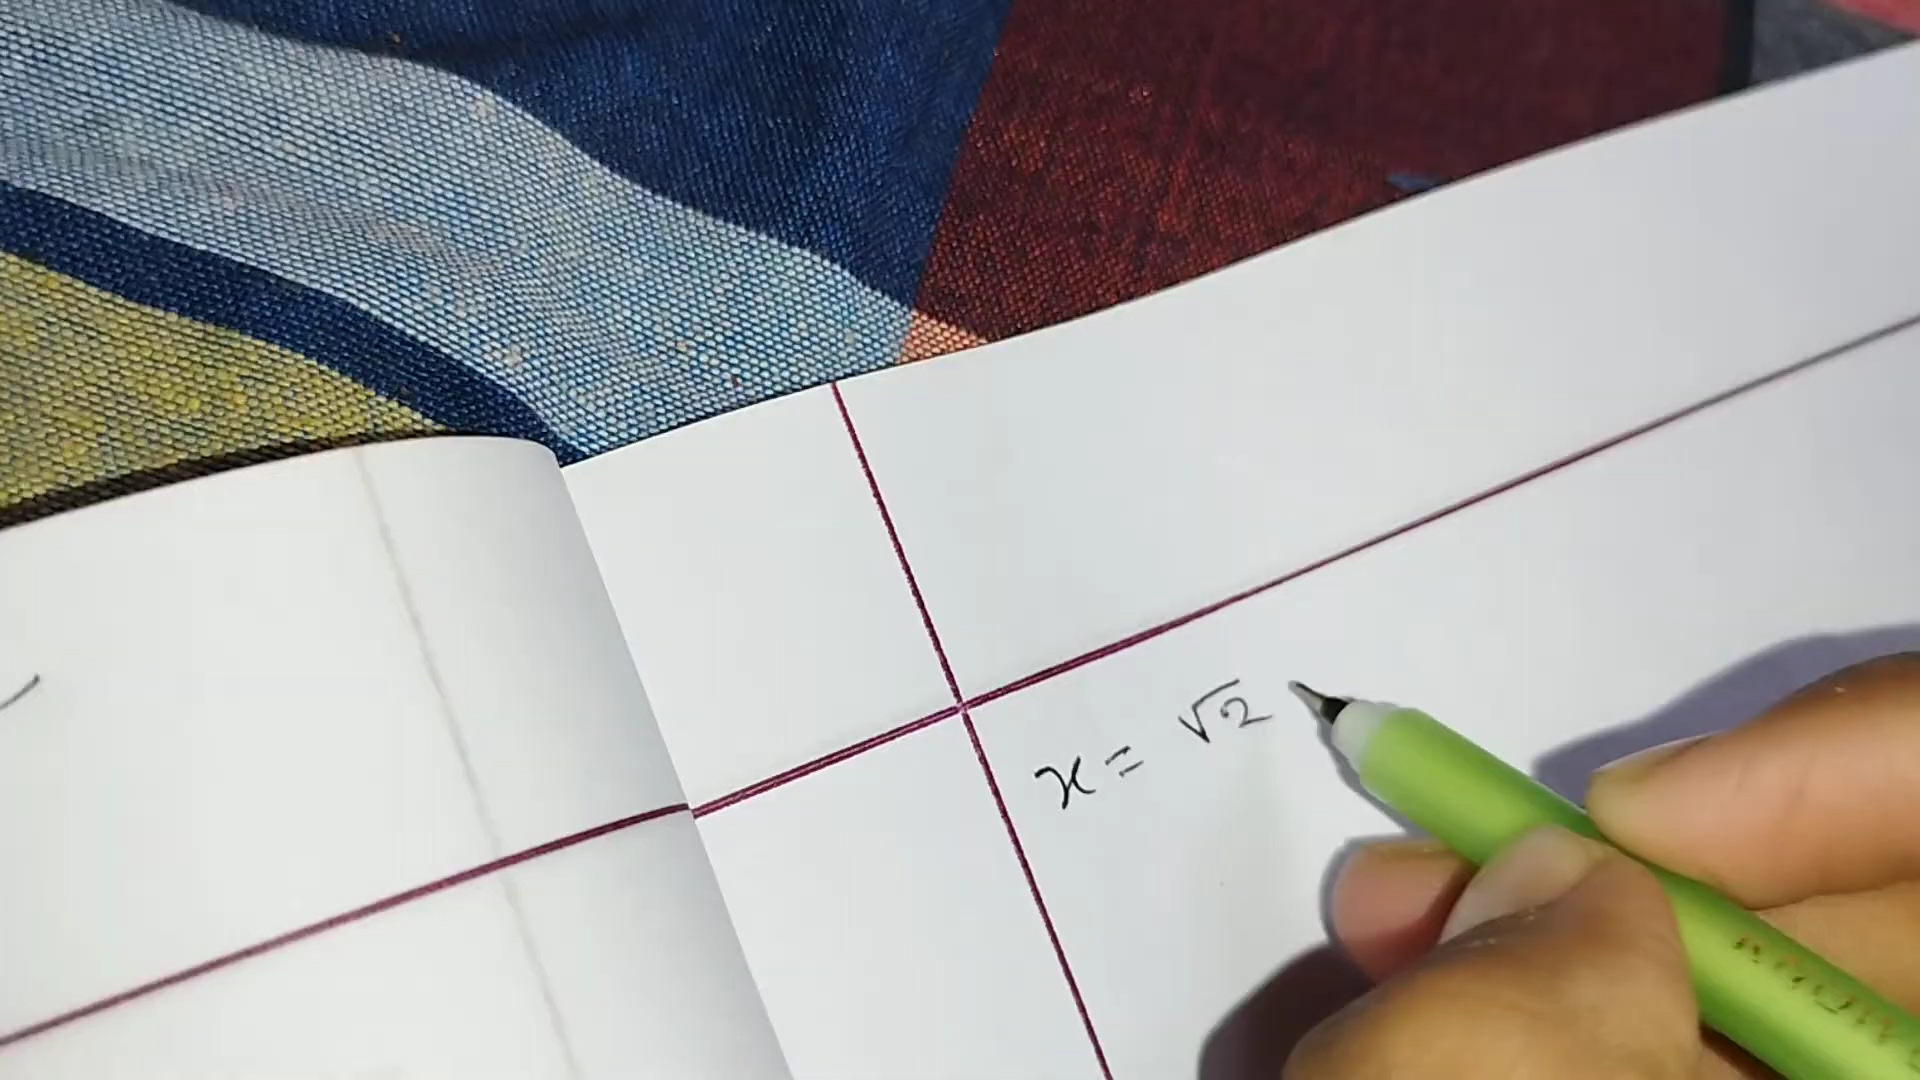 x = √2